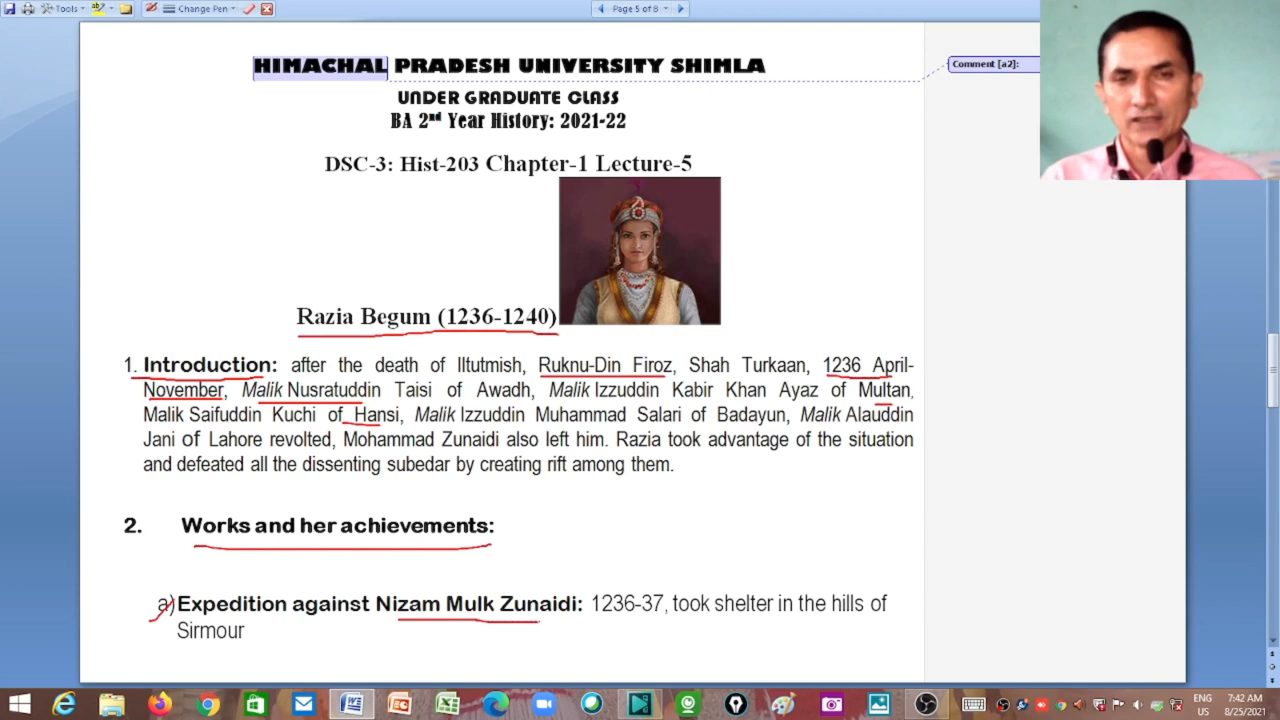 Tools Change Pen Page 5 of 8
HIMACHAL PRADESH UNIVERSITY SHIMLA
Comment [a2]:
UNDER GRADUATE CLASS
BA 2nd Year History: 2021-22
DSC-3: Hist-203 Chapter-1 Lecture-5
Razia Begum (1236-1240)
1. Introduction: after the death of Iltutmish, Ruknu-Din Firoz, Shah Turkaan, 1236 April-
November, Malik Nusratuddin Taisi of Awadh, Malik Izzuddin Kabir Khan Ayaz of Multan,
Malik Saifuddin Kuchi of Hansi, Malik Izzuddin Muhammad Salari of Badayun, Malik Alauddin
Jani of Lahore revolted, Mohammad Zunaidi also left him. Razia took advantage of the situation
and defeated all the dissenting subedar by creating rift among them.
2. Works and her achievements:
a) Expedition against Nizam Mulk Zunaidi: 1236-37, took shelter in the hills of
Sirmour
ENG 7:42 AM
US 8/25/2021